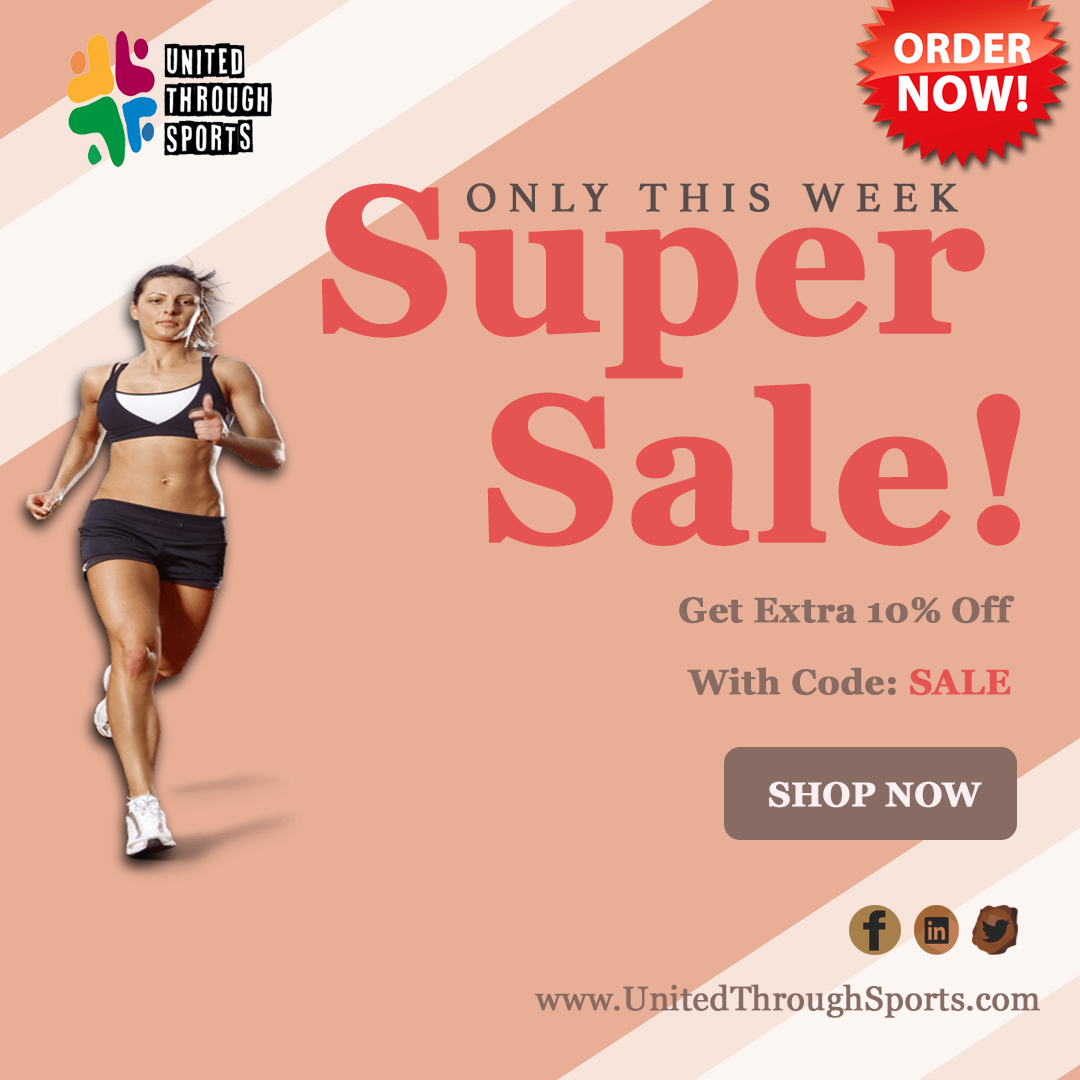 UNITED
THROUGH
SPORTS
ORDER
NOW!
ONLY THIS WEEK
Super
Sale!
Get Extra 10% Off
With Code: SALE
SHOP NOW
f in
www.UnitedThroughSports.com